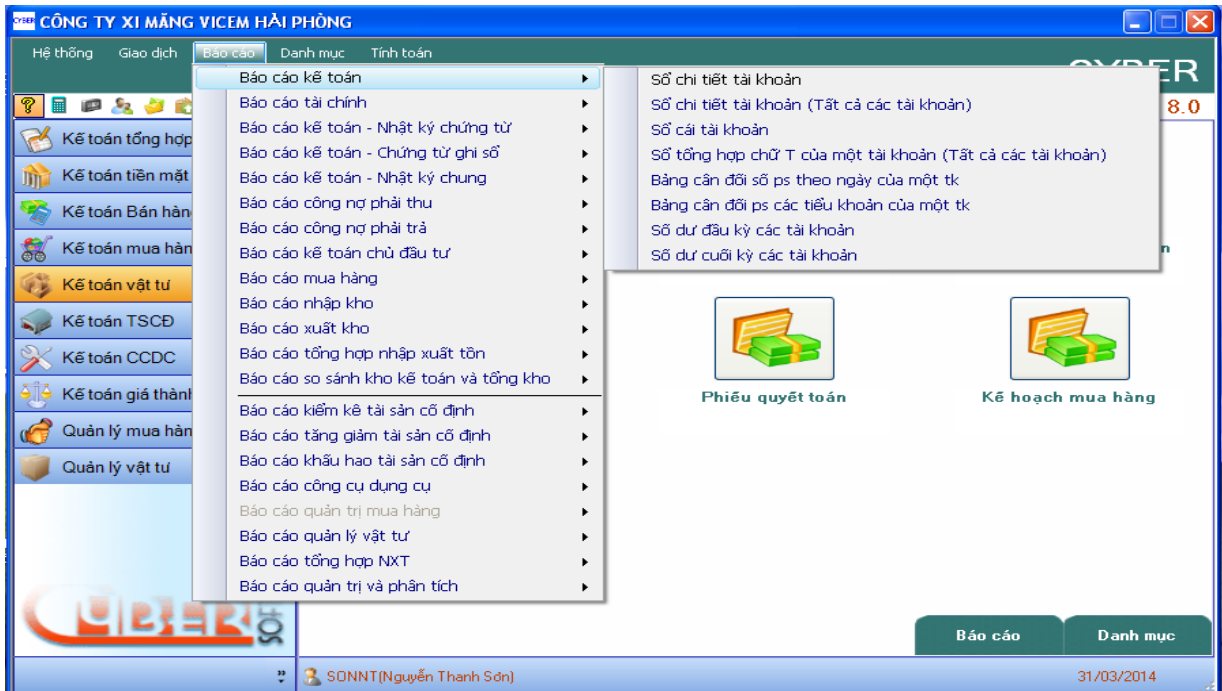 CYBER CÔNG TY XI MĂNG VICEM HẢI PHÒNG
Hệ thống Giao dịch Báo cáo Danh mục Tính toán
8.0
Kế toán tổng hợp
Kế toán tiền mặt
Kế toán Bán hàn
Kế toán mua hàn
Kế toán vật tư
Kế toán TSCĐ
Kế toán CCDC
Kế toán giá thành
Quản lý mua hàn
Quản lý vật tư
Báo cáo kế toán
Báo cáo tài chính
Báo cáo kế toán - Nhật ký chứng từ
Báo cáo kế toán - Chứng từ ghi sổ
Báo cáo kế toán - Nhật ký chung
Báo cáo công nợ phải thu
Báo cáo công nợ phải trả
Báo cáo kế toán chủ đầu tư
Báo cáo mua hàng
Báo cáo nhập kho
Báo cáo xuất kho
Báo cáo tổng hợp nhập xuất tồn
Báo cáo so sánh kho kế toán và tổng kho
Báo cáo kiểm kê tài sản cố định
Báo cáo tăng giảm tài sản cố định
Báo cáo khấu hao tài sản cố định
Báo cáo công cụ dụng cụ
Báo cáo quản trị mua hàng
Báo cáo quản lý vật tư
Báo cáo tổng hợp NXT
Báo cáo quản trị và phân tích
Sổ chi tiết tài khoản
Sổ chi tiết tài khoản (Tất cả các tài khoản)
Sổ cái tài khoản
Sổ tổng hợp chữ T của một tài khoản (Tất cả các tài khoản)
Bảng cân đối số ps theo ngày của một tk
Bảng cân đối ps các tiểu khoản của một tk
Số dư đầu kỳ các tài khoản
Số dư cuối kỳ các tài khoản
Phiếu quyết toán
Kế hoạch mua hàng
CYBER SOFT
Báo cáo Danh mục
SONNT(Nguyễn Thanh Sơn) 31/03/2014